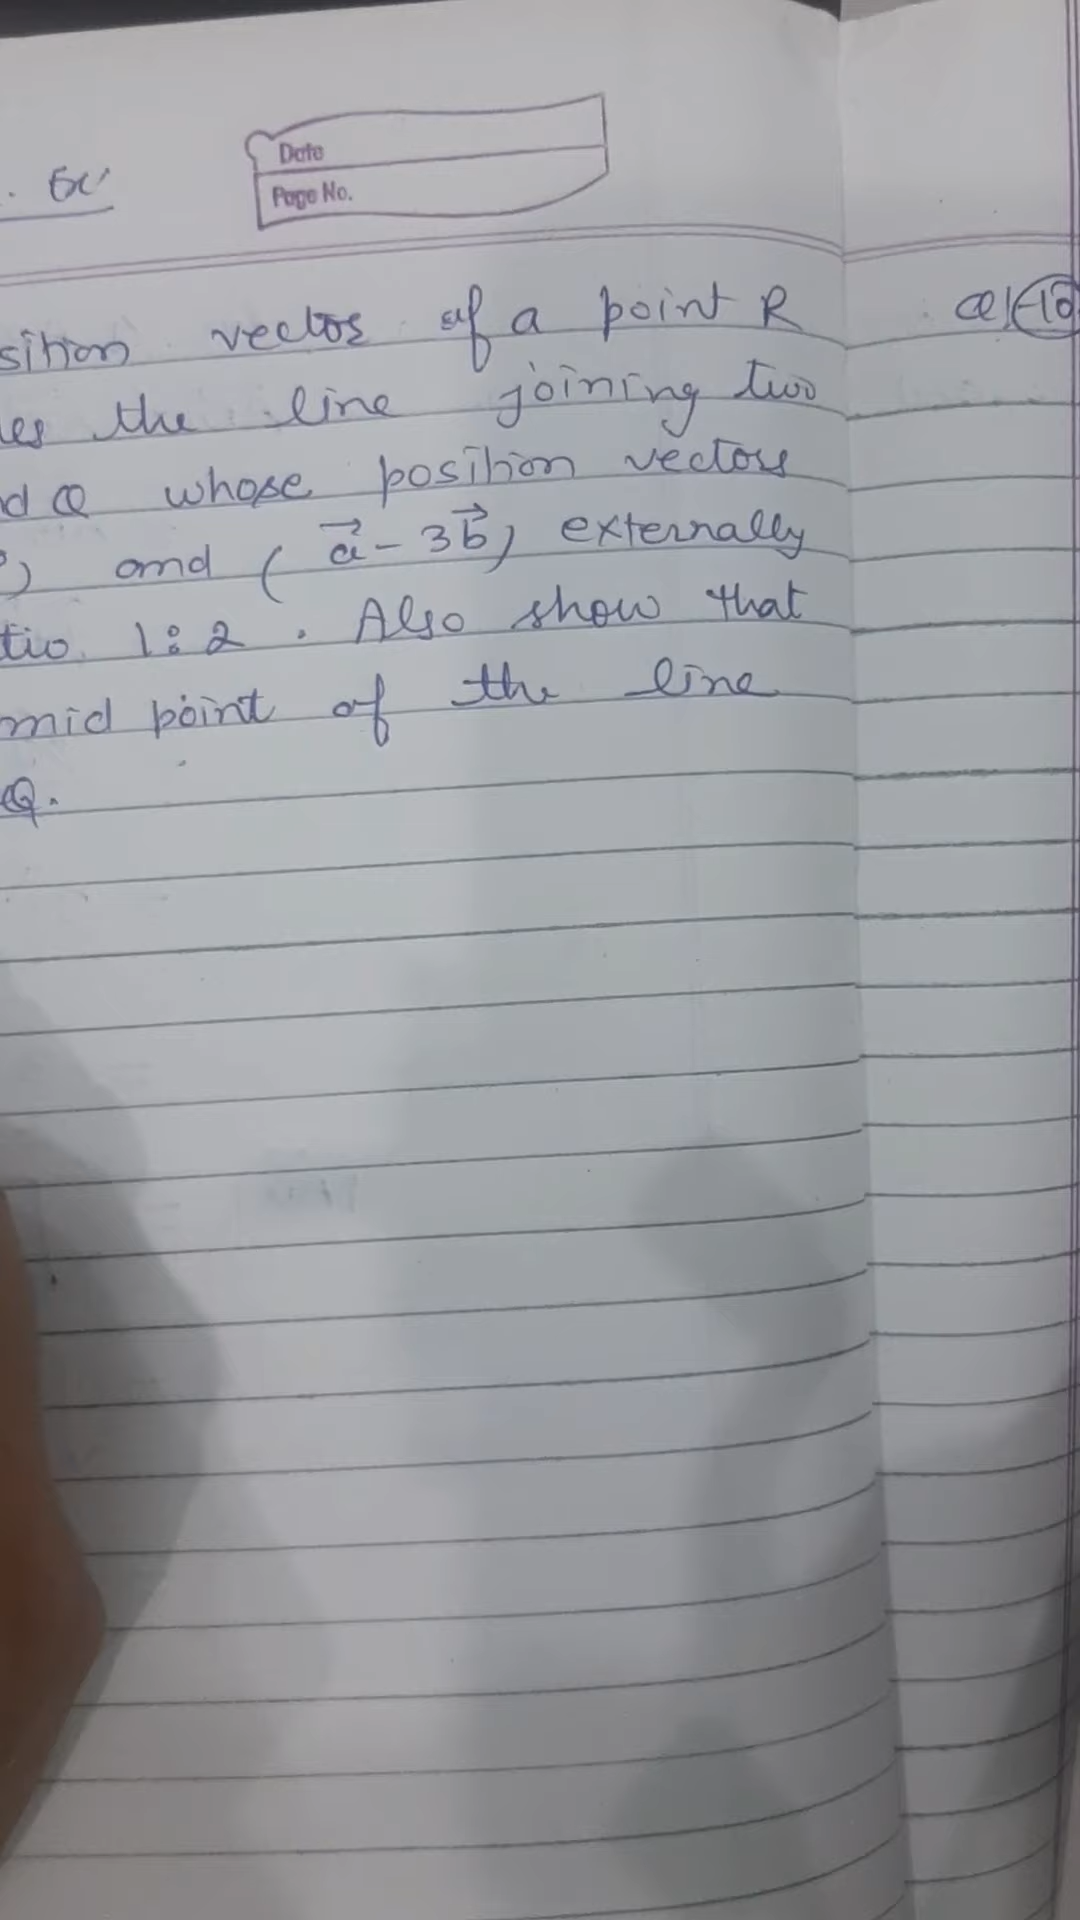 . Ex
Date
Page No.
sition vector of a point R
es the line joining two
d Q whose position vectors
) and ( a⃗ - 3b⃗ ) externally
tio 1:2 . Also show that
mid point of the line
Q.